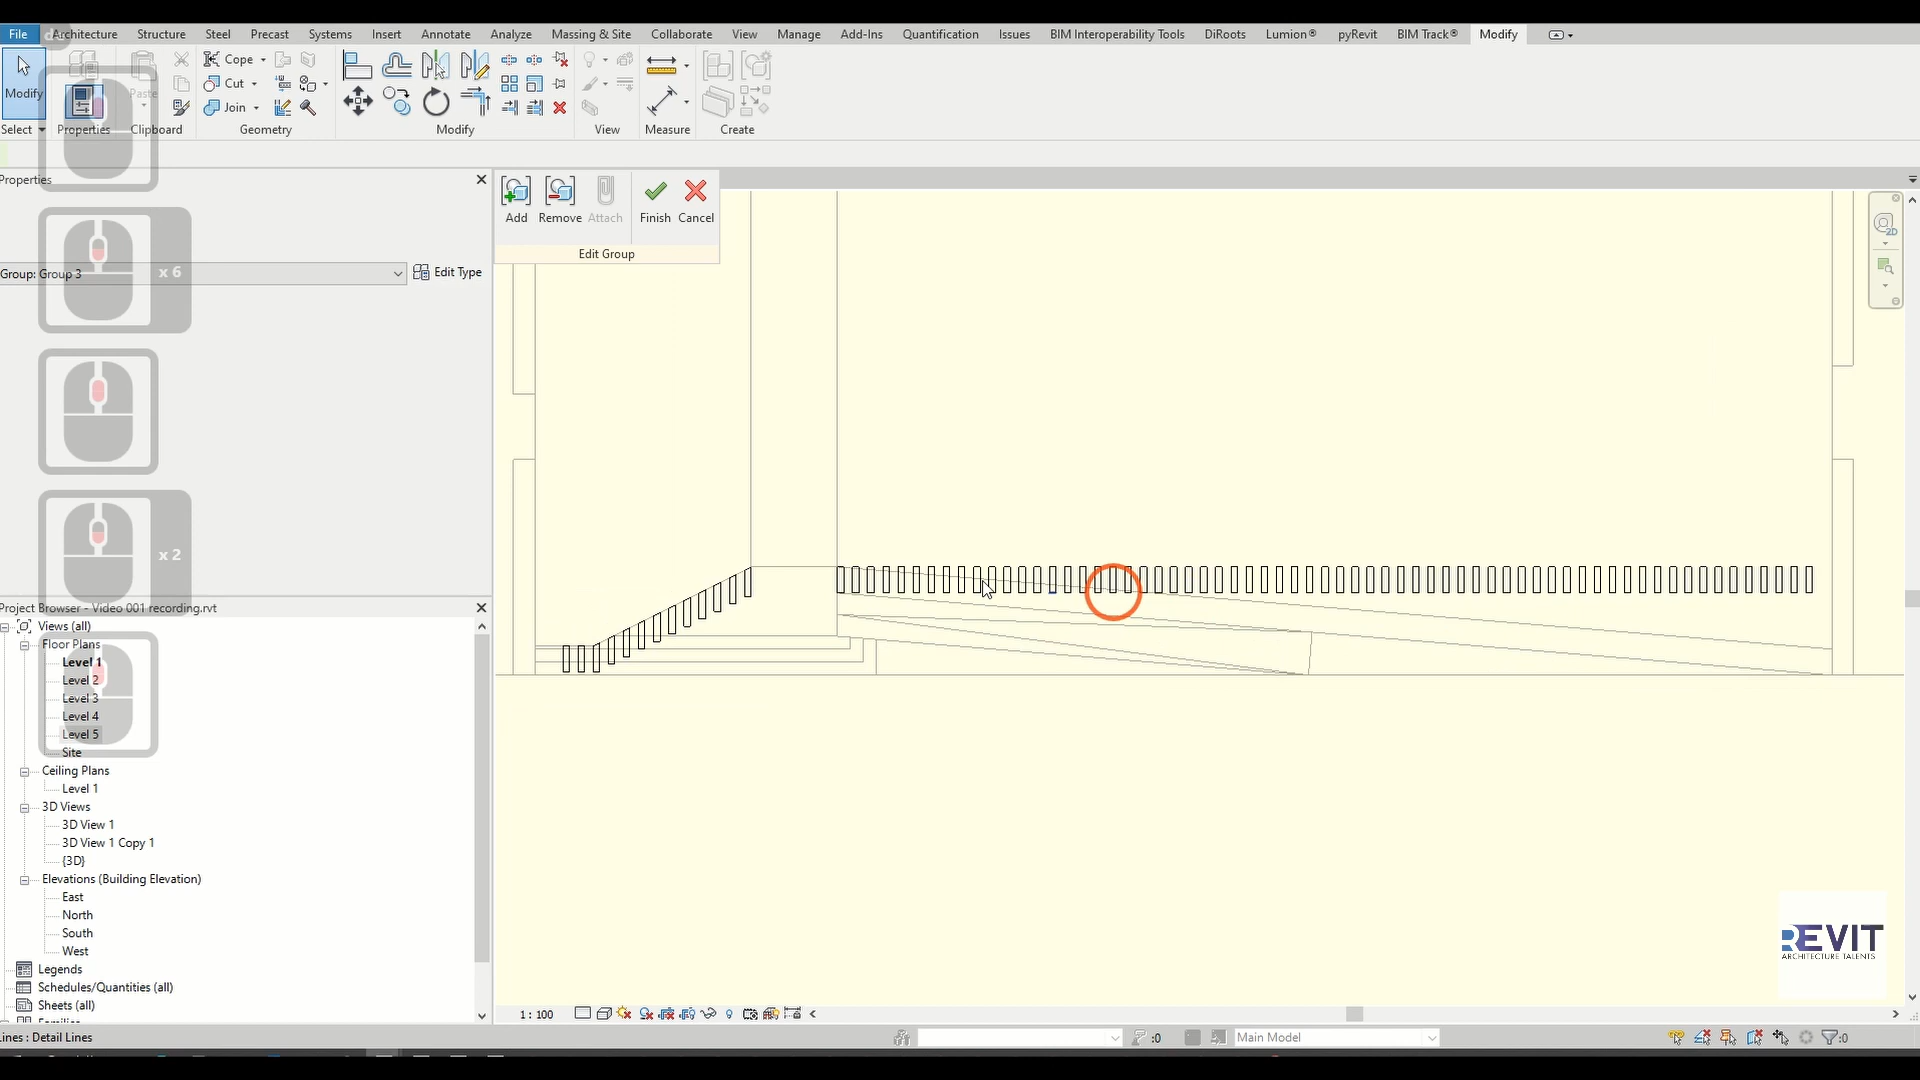 File Architecture Structure Steel Precast Systems Insert Annotate Analyze Massing & Site Collaborate View Manage Add-Ins Quantification Issues BIM Interoperability Tools DiRoots Lumion® pyRevit BIM Track® Modify
Cope
Cut
Join
Modify
Paste
Select Properties Clipboard Geometry Modify View Measure Create
Properties
Add Remove Attach Finish Cancel
Edit Group
2D
Group: Group 3
Edit Type
x 6
x 2
Project Browser - Video 001 recording.rvt
Views (all)
Floor Plans
Level 1
Level 2
Level 3
Level 4
Level 5
Site
Ceiling Plans
Level 1
3D Views
3D View 1
3D View 1 Copy 1
{3D}
Elevations (Building Elevation)
East
North
South
West
Legends
Schedules/Quantities (all)
Sheets (all)
REVIT
ARCHITECTURE TALENTS
1 : 100
Lines : Detail Lines
:0
Main Model
:0